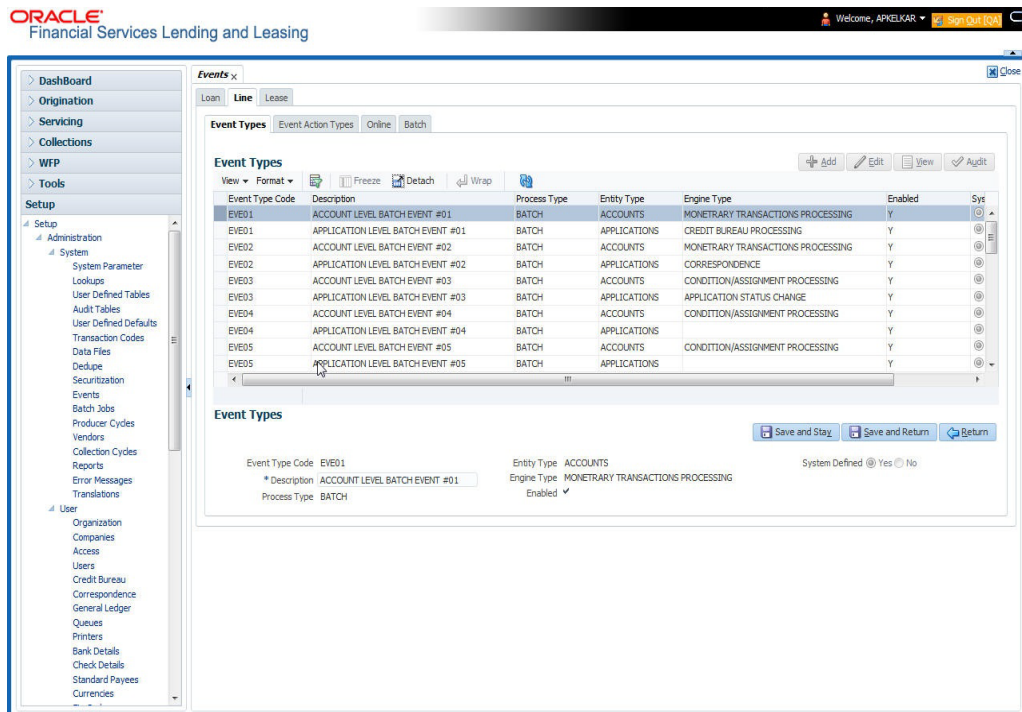 ORACLE
Financial Services Lending and Leasing
Welcome, APKELKAR
Sign Out [QA]
DashBoard
Origination
Servicing
Collections
WFP
Tools
Setup
Setup
Administration
System
System Parameter
Lookups
User Defined Tables
Audit Tables
User Defined Defaults
Transaction Codes
Data Files
Dedupe
Securitization
Events
Batch Jobs
Producer Cycles
Vendors
Collection Cycles
Reports
Error Messages
Translations
User
Organization
Companies
Access
Users
Credit Bureau
Correspondence
General Ledger
Queues
Printers
Bank Details
Check Details
Standard Payees
Currencies
Events x
Close
Loan Line Lease
Event Types Event Action Types Online Batch
Event Types
Add Edit View Audit
View Format Freeze Detach Wrap
Event Type Code Description Process Type Entity Type Engine Type Enabled Sys
EVE01 ACCOUNT LEVEL BATCH EVENT #01 BATCH ACCOUNTS MONETRARY TRANSACTIONS PROCESSING Y
EVE01 APPLICATION LEVEL BATCH EVENT #01 BATCH APPLICATIONS CREDIT BUREAU PROCESSING Y
EVE02 ACCOUNT LEVEL BATCH EVENT #02 BATCH ACCOUNTS MONETRARY TRANSACTIONS PROCESSING Y
EVE02 APPLICATION LEVEL BATCH EVENT #02 BATCH APPLICATIONS CORRESPONDENCE Y
EVE03 ACCOUNT LEVEL BATCH EVENT #03 BATCH ACCOUNTS CONDITION/ASSIGNMENT PROCESSING Y
EVE03 APPLICATION LEVEL BATCH EVENT #03 BATCH APPLICATIONS APPLICATION STATUS CHANGE Y
EVE04 ACCOUNT LEVEL BATCH EVENT #04 BATCH ACCOUNTS CONDITION/ASSIGNMENT PROCESSING Y
EVE04 APPLICATION LEVEL BATCH EVENT #04 BATCH APPLICATIONS Y
EVE05 ACCOUNT LEVEL BATCH EVENT #05 BATCH ACCOUNTS CONDITION/ASSIGNMENT PROCESSING Y
EVE05 APPLICATION LEVEL BATCH EVENT #05 BATCH APPLICATIONS Y
Event Types
Save and Stay Save and Return Return
Event Type Code EVE01
* Description ACCOUNT LEVEL BATCH EVENT #01
Process Type BATCH
Entity Type ACCOUNTS
Engine Type MONETRARY TRANSACTIONS PROCESSING
Enabled
System Defined Yes No